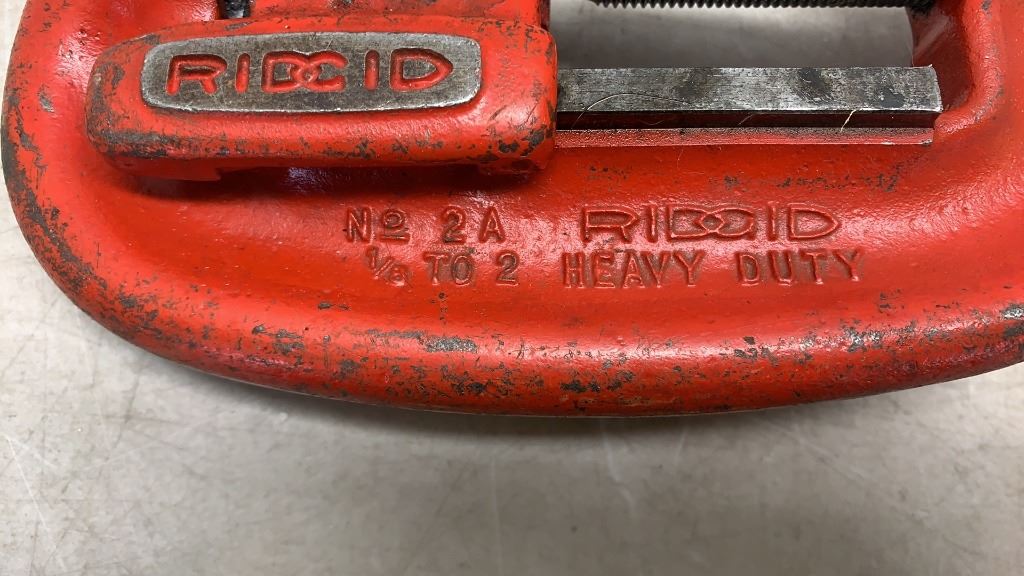 RIDGID
Nº 2A RIDGID
1/8 TO 2 HEAVY DUTY